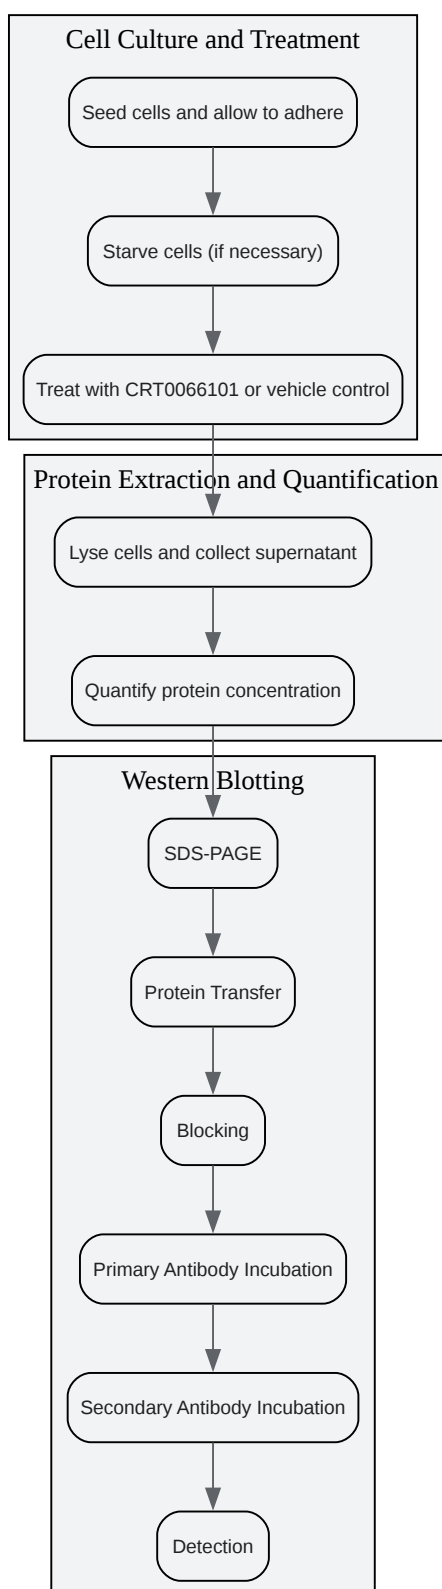 Cell Culture and Treatment
Seed cells and allow to adhere
Starve cells (if necessary)
Treat with CRT0066101 or vehicle control
Protein Extraction and Quantification
Lyse cells and collect supernatant
Quantify protein concentration
Western Blotting
SDS-PAGE
Protein Transfer
Blocking
Primary Antibody Incubation
Secondary Antibody Incubation
Detection